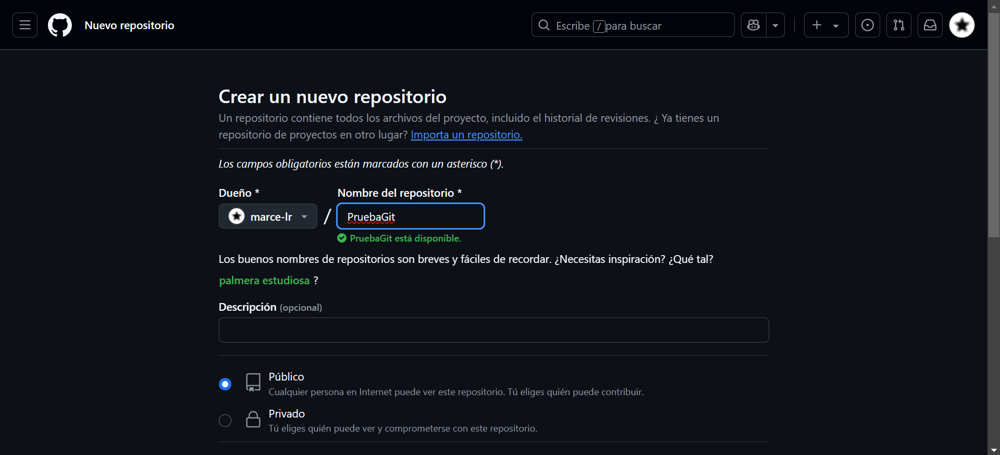 Nuevo repositorio
Escribe / para buscar
Crear un nuevo repositorio
Un repositorio contiene todos los archivos del proyecto, incluido el historial de revisiones. ¿ Ya tienes un
repositorio de proyectos en otro lugar? Importa un repositorio.
Los campos obligatorios están marcados con un asterisco (*).
Dueño * Nombre del repositorio *
marce-lr / PruebaGit
PruebaGit está disponible.
Los buenos nombres de repositorios son breves y fáciles de recordar. ¿Necesitas inspiración? ¿Qué tal?
palmera estudiosa ?
Descripción (opcional)
Público
Cualquier persona en Internet puede ver este repositorio. Tú eliges quién puede contribuir.
Privado
Tú eliges quién puede ver y comprometerse con este repositorio.